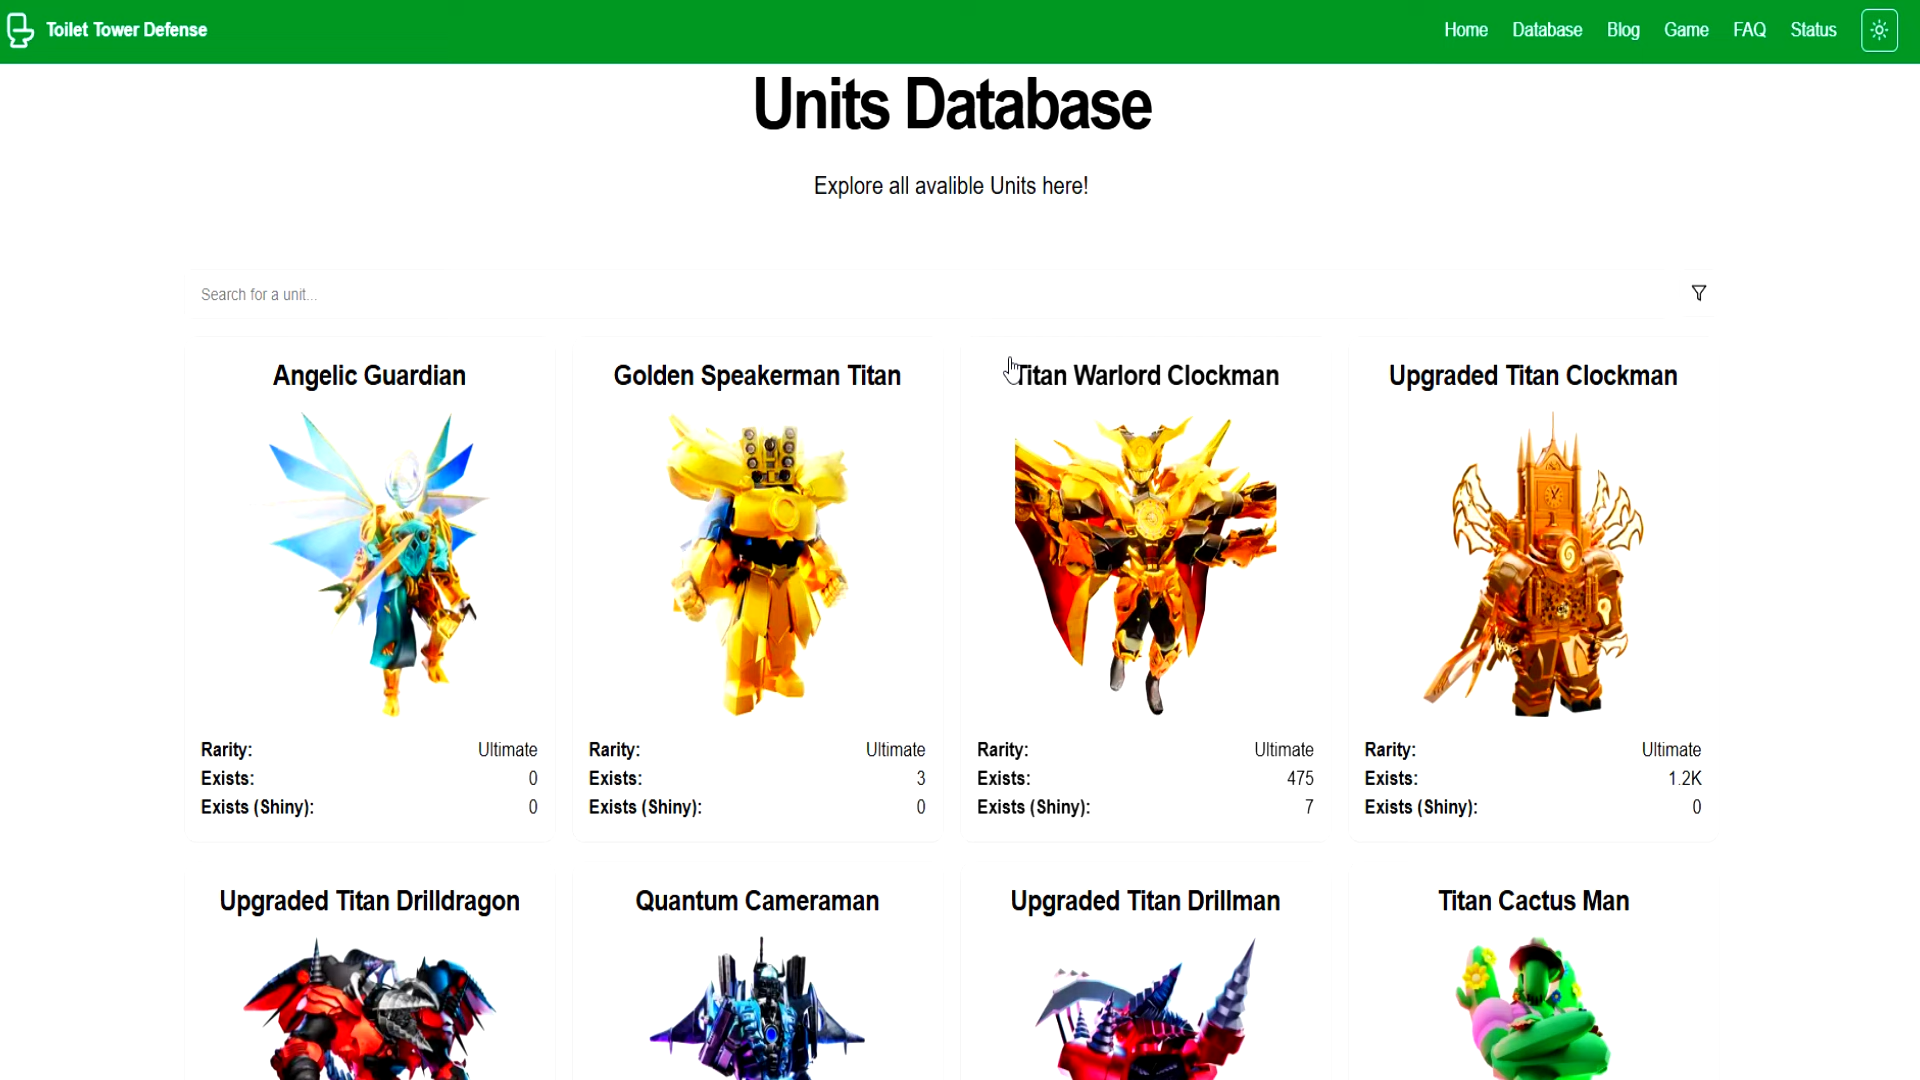 Toilet Tower Defense
Home Database Blog Game FAQ Status
Units Database
Explore all avalible Units here!
Search for a unit...
Angelic Guardian
Rarity: Ultimate
Exists: 0
Exists (Shiny): 0
Golden Speakerman Titan
Rarity: Ultimate
Exists: 3
Exists (Shiny): 0
Titan Warlord Clockman
Rarity: Ultimate
Exists: 475
Exists (Shiny): 7
Upgraded Titan Clockman
Rarity: Ultimate
Exists: 1.2K
Exists (Shiny): 0
Upgraded Titan Drilldragon
Quantum Cameraman
Upgraded Titan Drillman
Titan Cactus Man